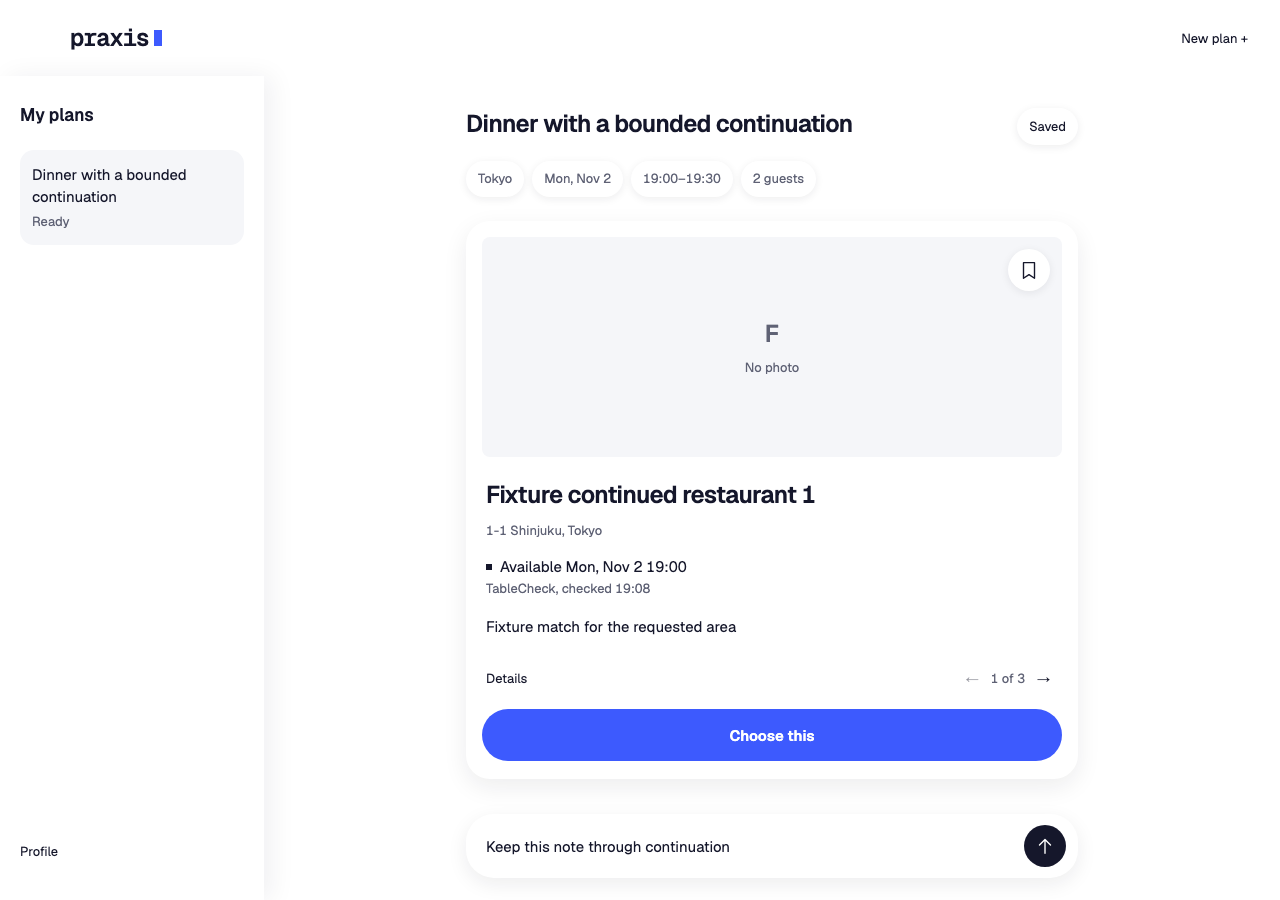 praxis
New plan +
My plans
Dinner with a bounded
continuation
Ready
Profile
Dinner with a bounded continuation
Saved
Tokyo
Mon, Nov 2
19:00–19:30
2 guests
F
No photo
Fixture continued restaurant 1
1-1 Shinjuku, Tokyo
Available Mon, Nov 2 19:00
TableCheck, checked 19:08
Fixture match for the requested area
Details
← 1 of 3 →
Choose this
Keep this note through continuation